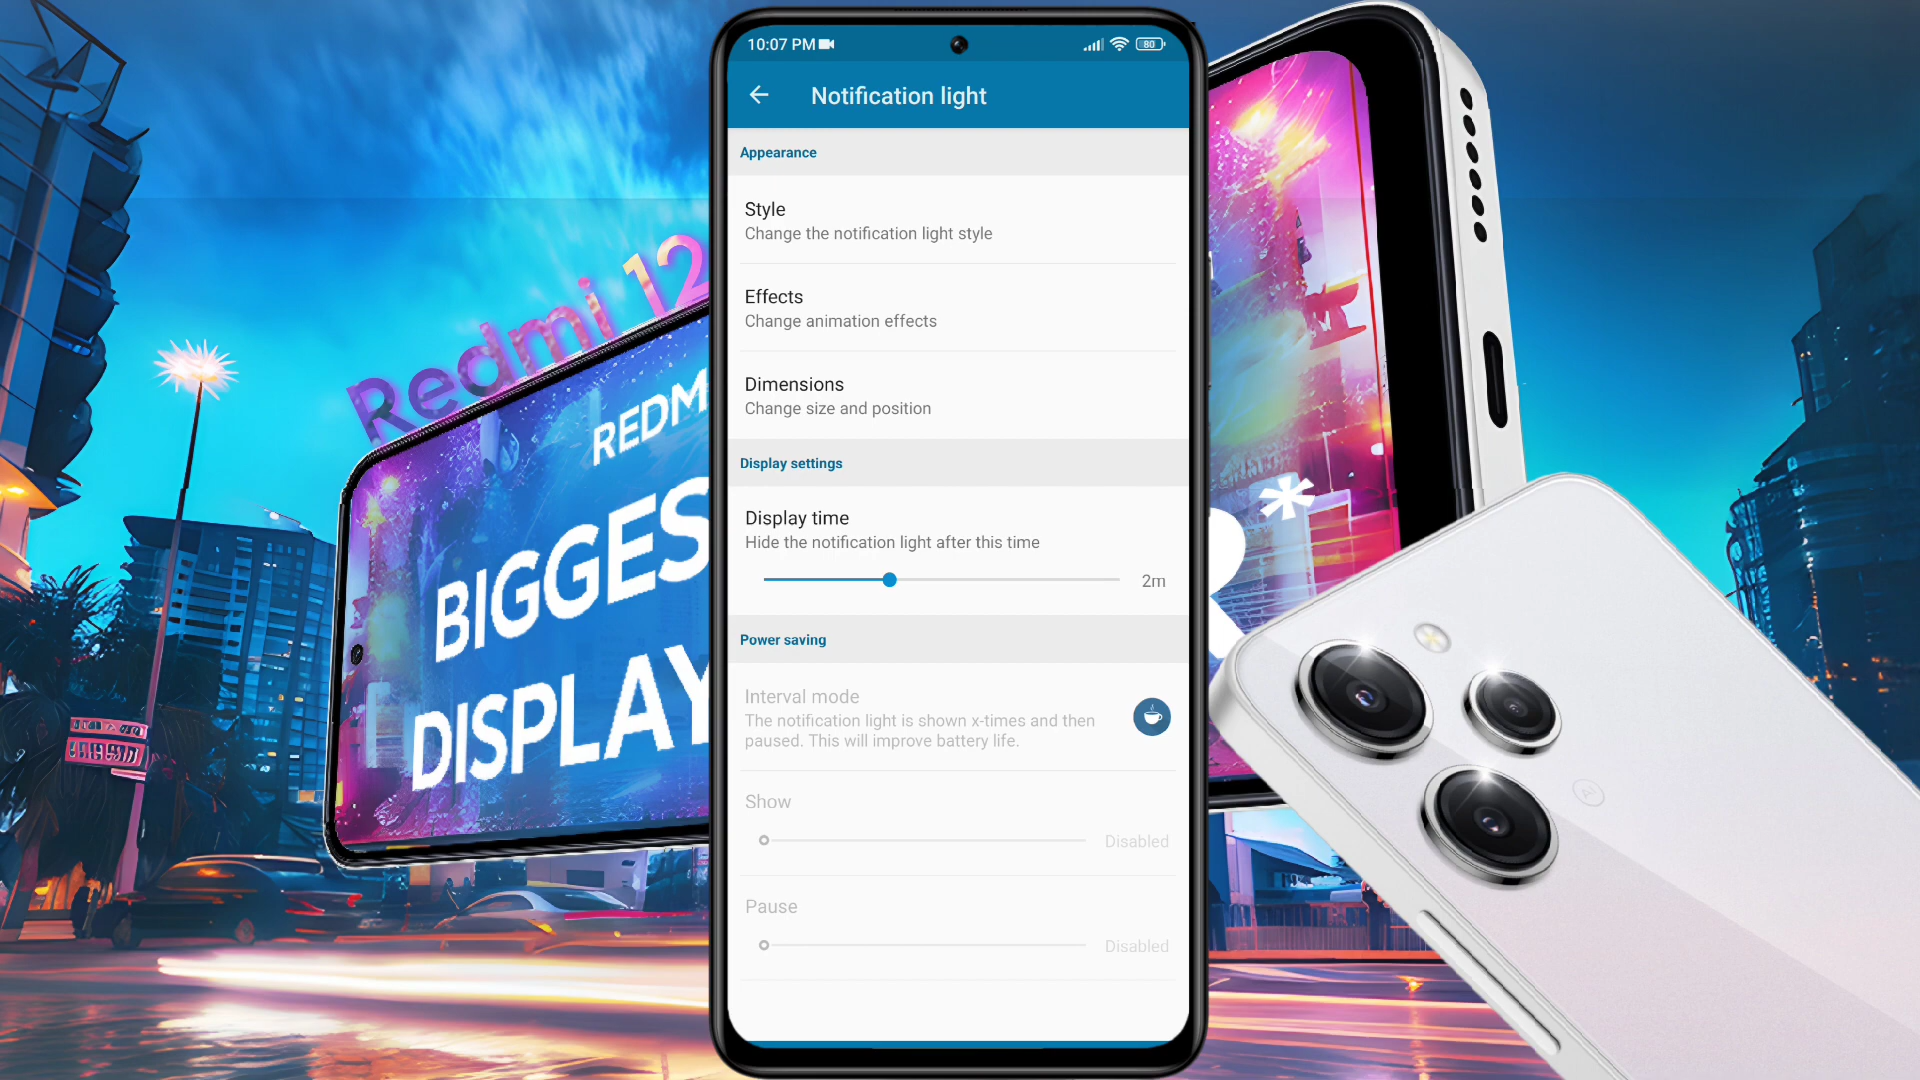 10:07 PM
80
Notification light
Appearance
Style
Change the notification light style
Effects
Change animation effects
Dimensions
Change size and position
Display settings
Display time
Hide the notification light after this time
2m
Power saving
Interval mode
The notification light is shown x-times and then
paused. This will improve battery life.
Show
Disabled
Pause
Disabled
Redmi 12
REDM
BIGGES
DISPLAY
*
AI